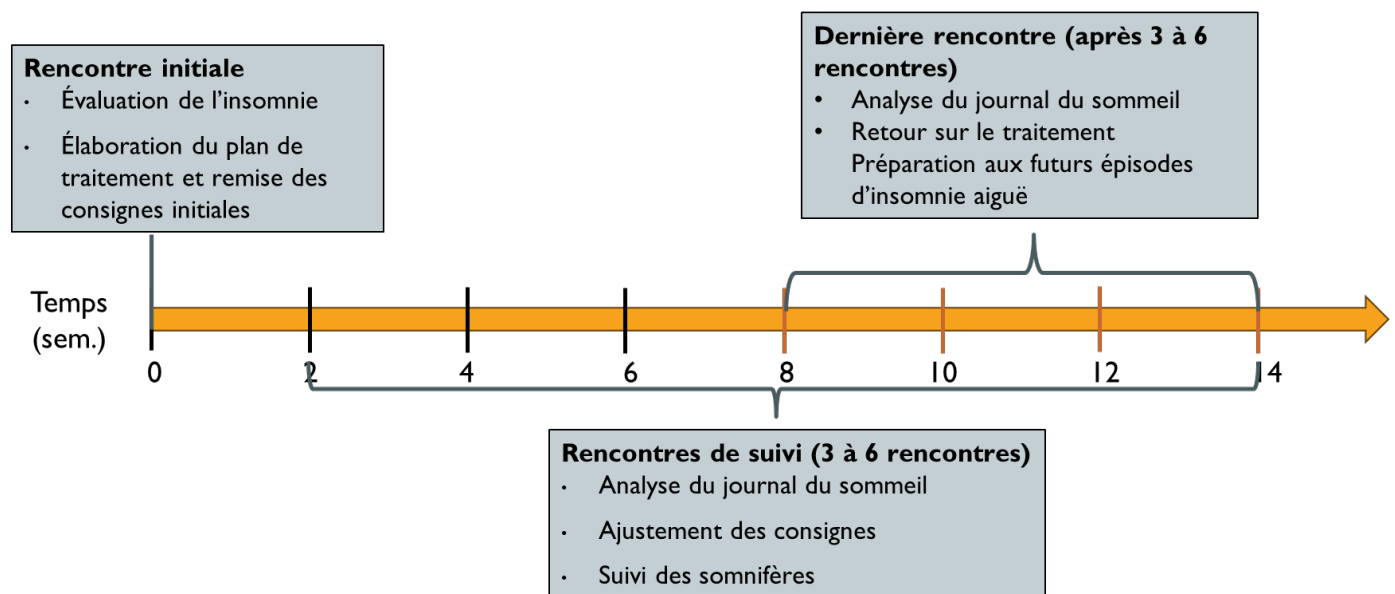 Rencontre initiale
· Évaluation de l’insomnie
· Élaboration du plan de
traitement et remise des
consignes initiales
Dernière rencontre (après 3 à 6
rencontres)
• Analyse du journal du sommeil
• Retour sur le traitement
Préparation aux futurs épisodes
d’insomnie aiguë
Temps
(sem.)
0 2 4 6 8 10 12 14
Rencontres de suivi (3 à 6 rencontres)
· Analyse du journal du sommeil
· Ajustement des consignes
· Suivi des somnifères